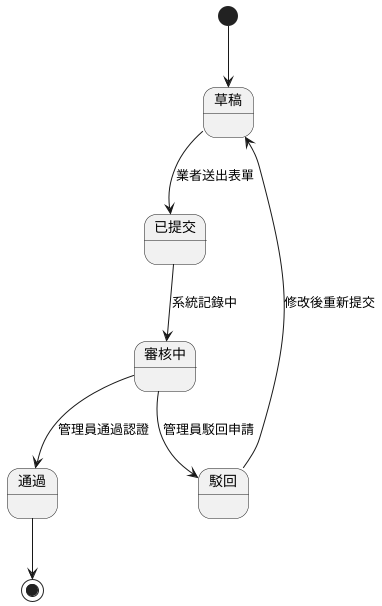 草稿
業者送出表單
已提交
系統記錄中
修改後重新提交
審核中
管理員通過認證
管理員駁回申請
通過
駁回